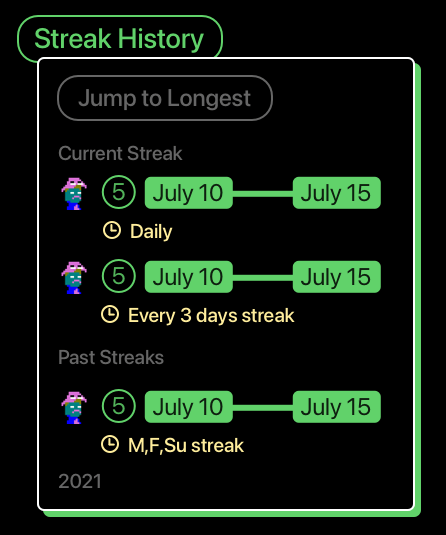 Streak History
Jump to Longest
Current Streak
5 July 10 July 15
Daily
5 July 10 July 15
Every 3 days streak
Past Streaks
5 July 10 July 15
M,F,Su streak
2021